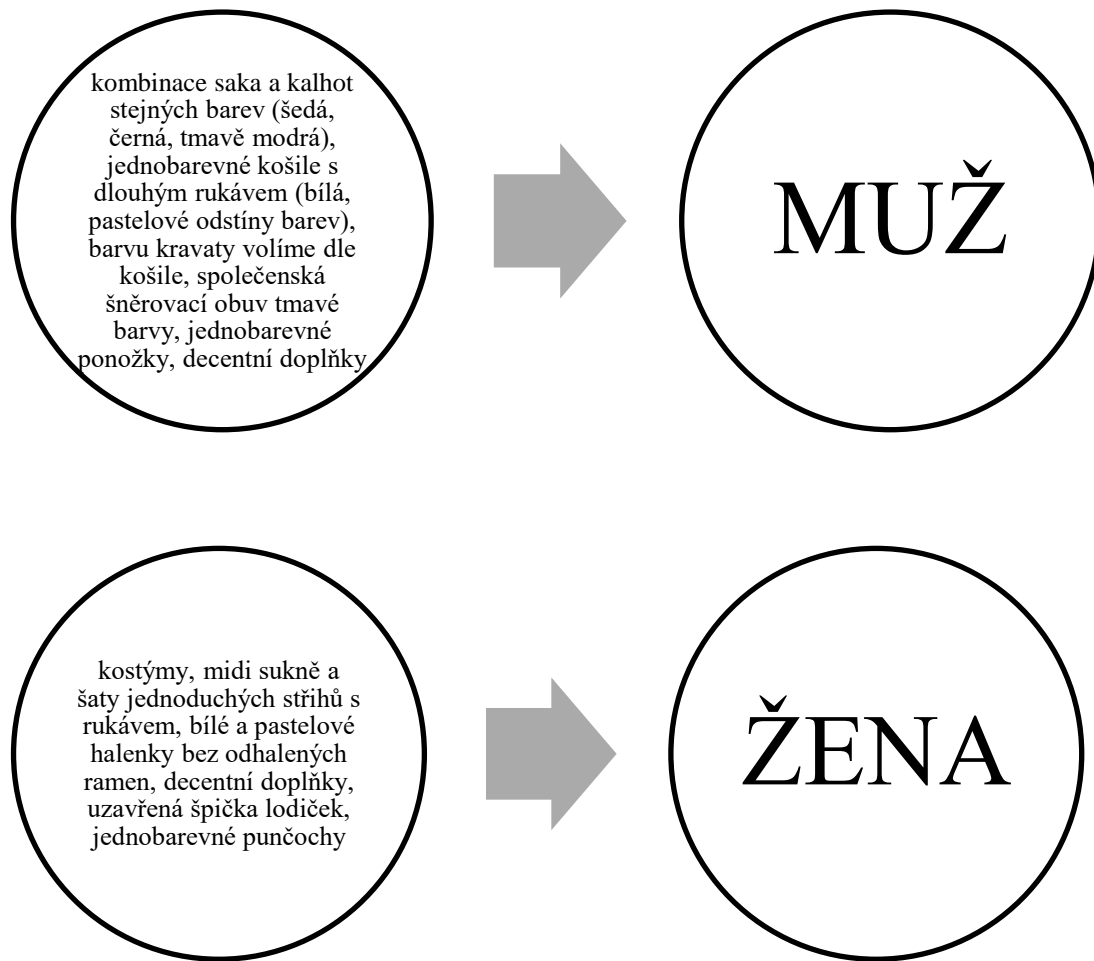 kombinace saka a kalhot
stejných barev (šedá,
černá, tmavě modrá),
jednobarevné košile s
dlouhým rukávem (bílá,
pastelové odstíny barev),
barvu kravaty volíme dle
košile, společenská
šněrovací obuv tmavé
barvy, jednobarevné
ponožky, decentní doplňky
MUŽ
kostýmy, midi sukně a
šaty jednoduchých střihů s
rukávem, bílé a pastelové
halenky bez odhalených
ramen, decentní doplňky,
uzavřená špička lodiček,
jednobarevné punčochy
ŽENA